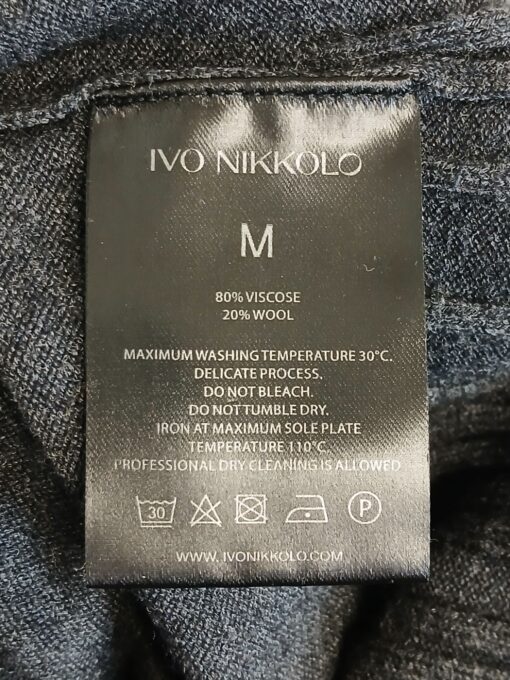 IVO NIKKOLO
M
80% VISCOSE
20% WOOL
MAXIMUM WASHING TEMPERATURE 30°C.
DELICATE PROCESS.
DO NOT BLEACH.
DO NOT TUMBLE DRY.
IRON AT MAXIMUM SOLE PLATE
TEMPERATURE 110°C.
PROFESSIONAL DRY CLEANING IS ALLOWED
30 P
WWW.IVONIKKOLO.COM